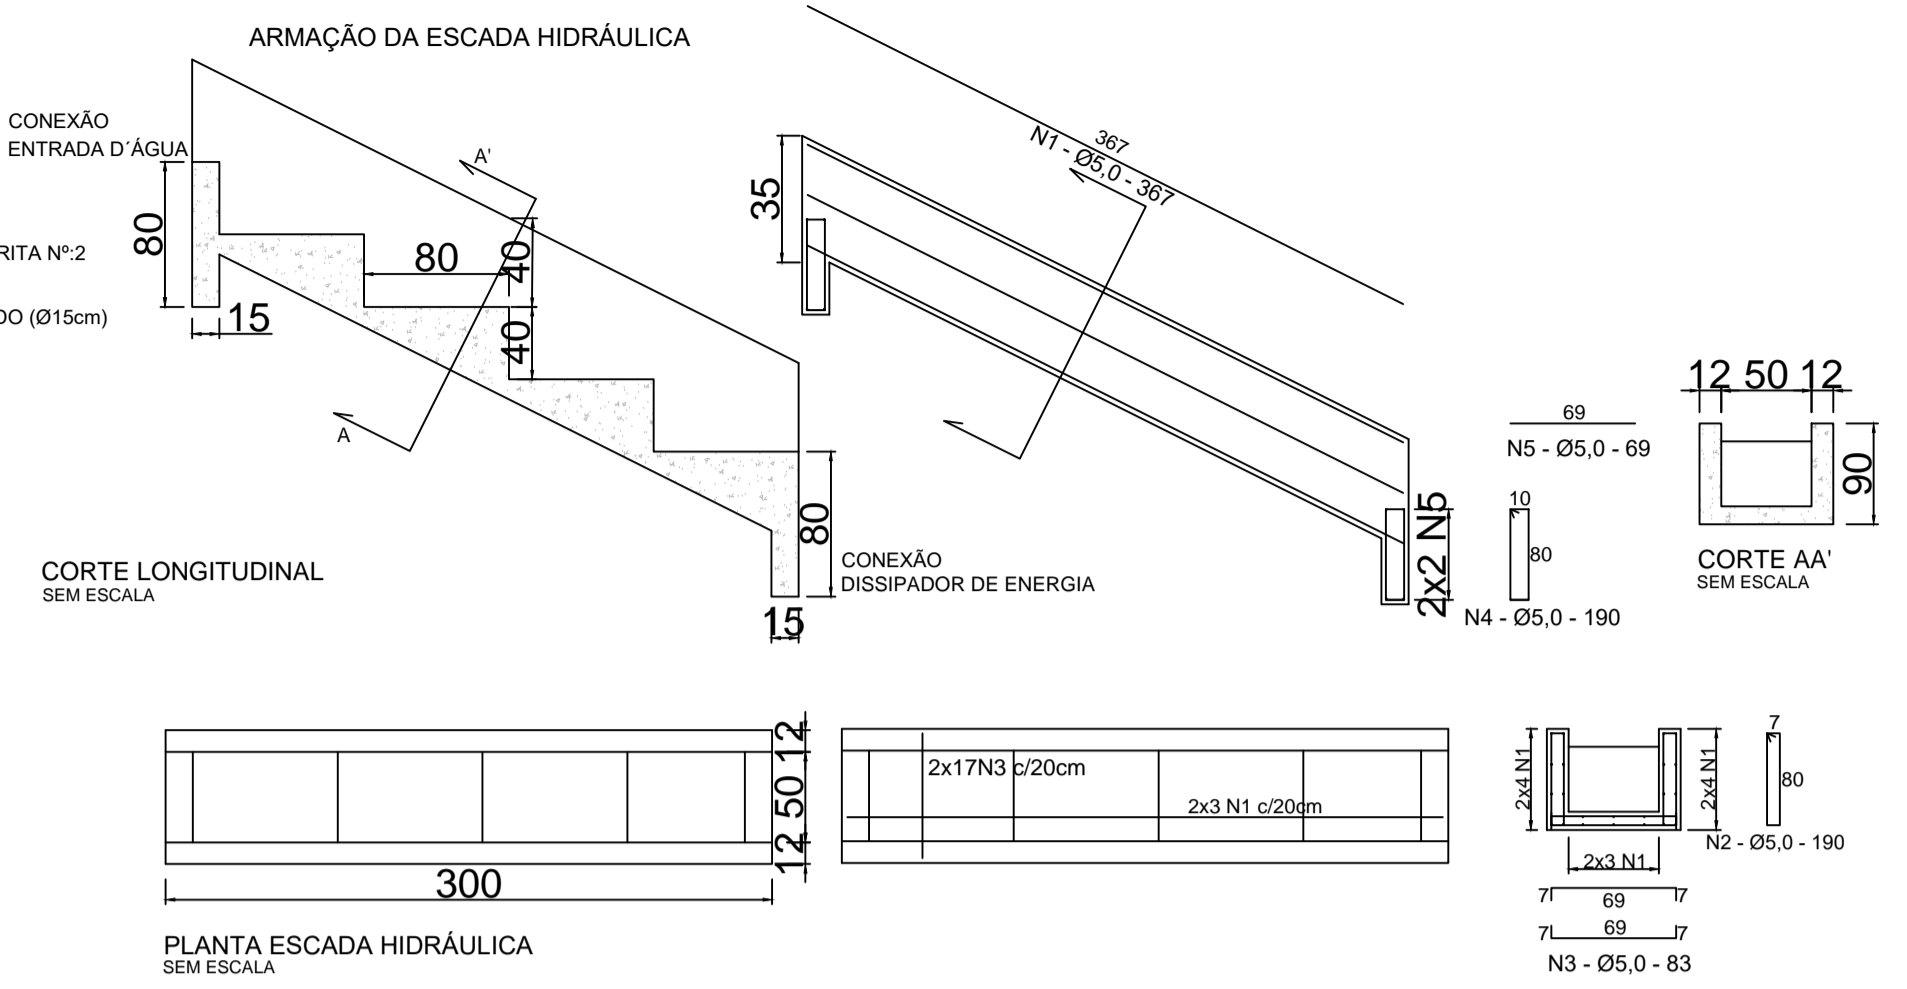 ARMAÇÃO DA ESCADA HIDRÁULICA
CONEXÃO
ENTRADA D´ÁGUA
80
RITA Nº:2
DO (Ø15cm)
15
A'
80
40
40
A
80
15
CONEXÃO
DISSIPADOR DE ENERGIA
CORTE LONGITUDINAL
SEM ESCALA
35
367
N1 - Ø5,0 - 367
2x2 N5
69
N5 - Ø5,0 - 69
10
80
N4 - Ø5,0 - 190
12 50 12
90
CORTE AA'
SEM ESCALA
12
50
12
300
PLANTA ESCADA HIDRÁULICA
SEM ESCALA
2x17N3 c/20cm
2x3 N1 c/20cm
2x4 N1
2x4 N1
2x3 N1
7
80
N2 - Ø5,0 - 190
7 69 7
7 69 7
N3 - Ø5,0 - 83